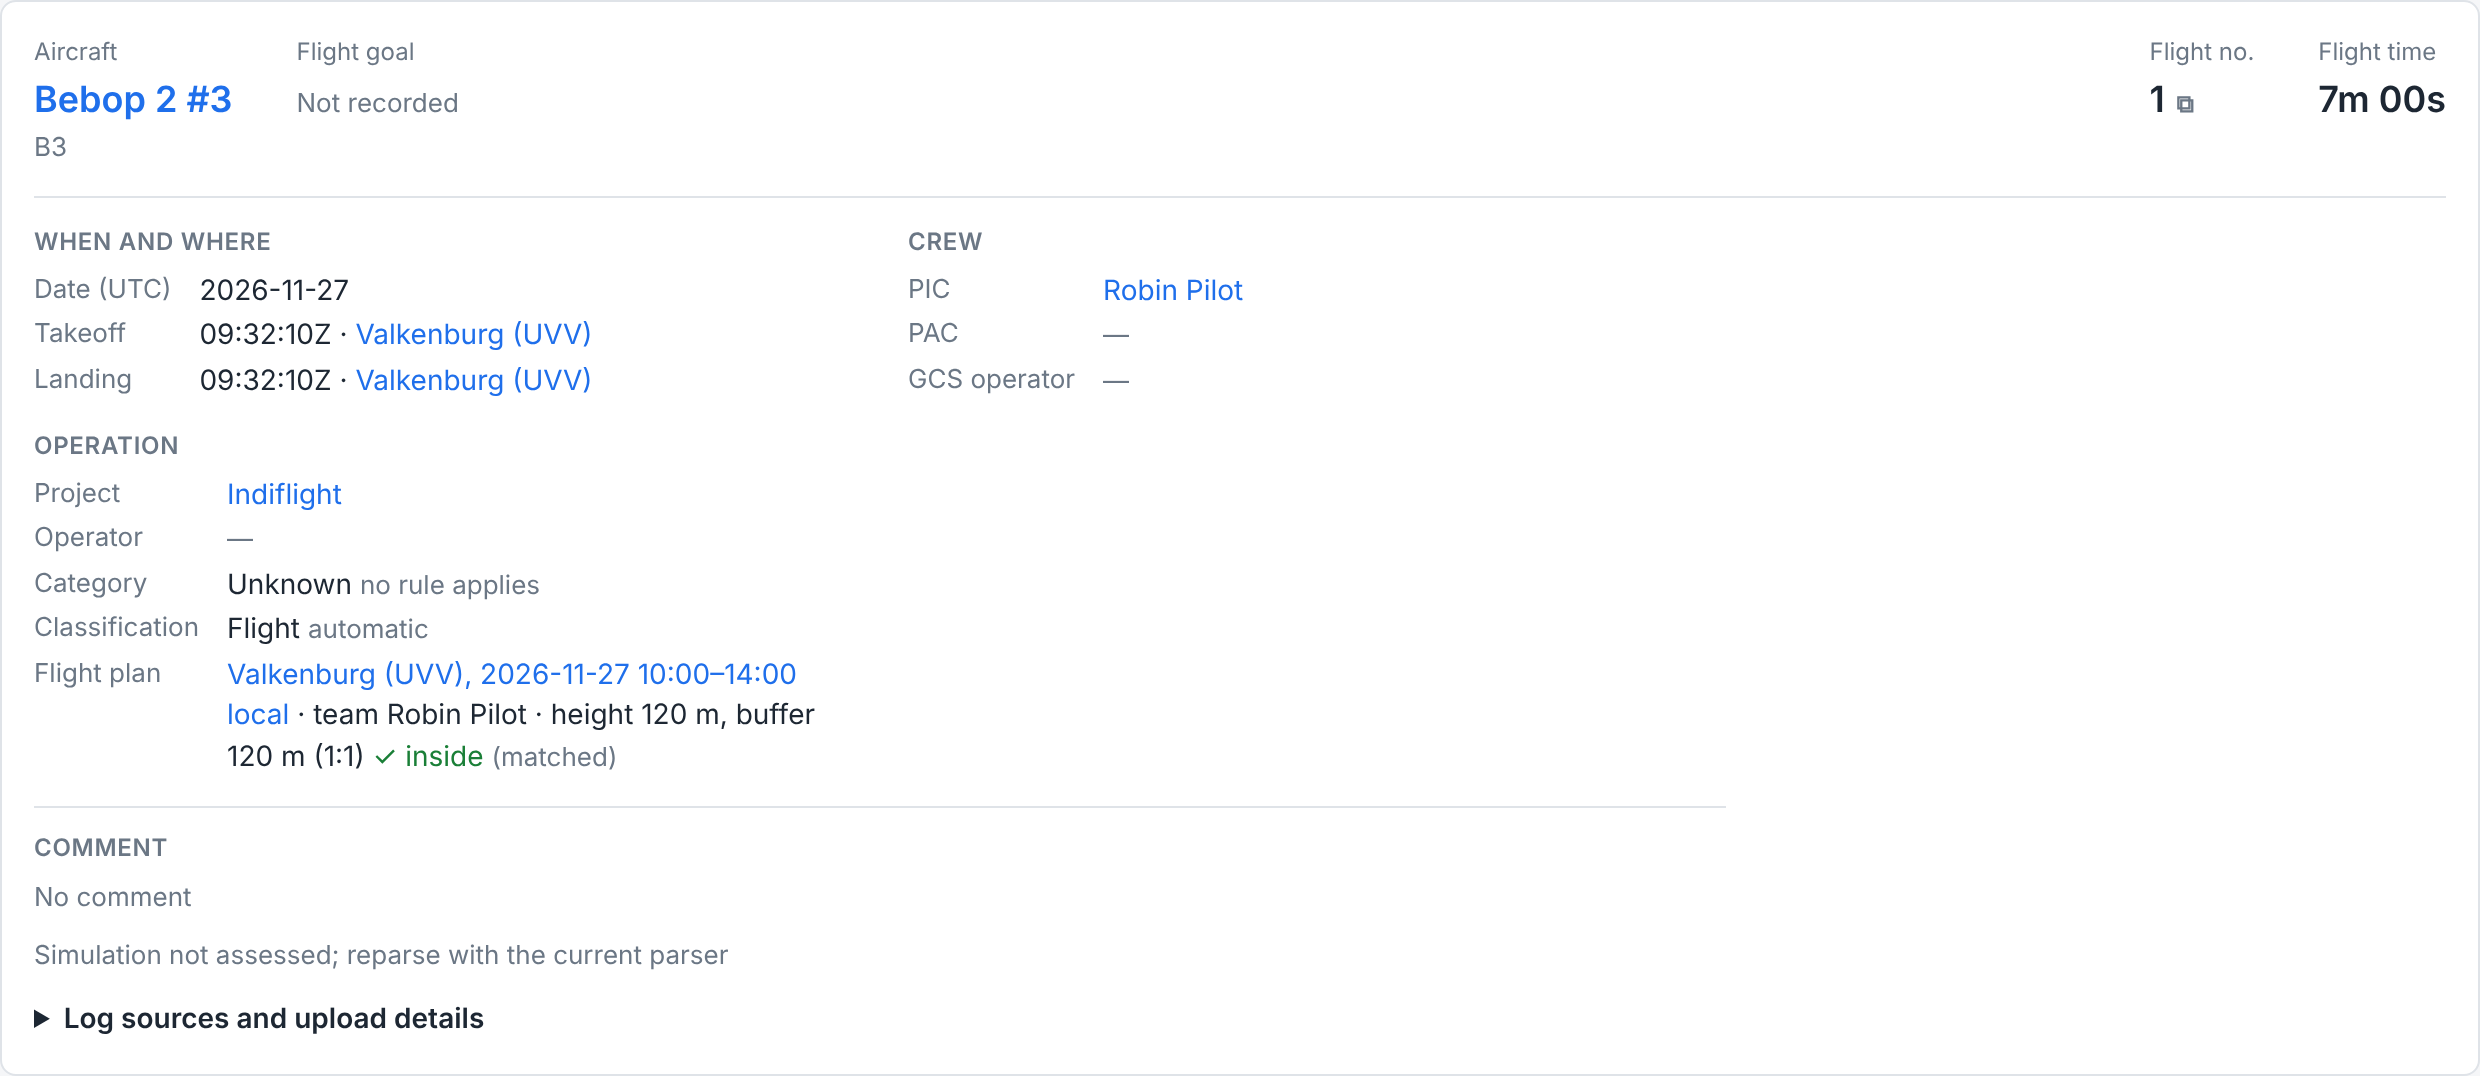 Aircraft
Bebop 2 #3
B3
Flight goal
Not recorded
Flight no.
1
Flight time
7m 00s
WHEN AND WHERE
Date (UTC) 2026-11-27
Takeoff 09:32:10Z · Valkenburg (UVV)
Landing 09:32:10Z · Valkenburg (UVV)
CREW
PIC Robin Pilot
PAC —
GCS operator —
OPERATION
Project Indiflight
Operator —
Category Unknown no rule applies
Classification Flight automatic
Flight plan Valkenburg (UVV), 2026-11-27 10:00–14:00
local · team Robin Pilot · height 120 m, buffer
120 m (1:1) ✓ inside (matched)
COMMENT
No comment
Simulation not assessed; reparse with the current parser
▶ Log sources and upload details